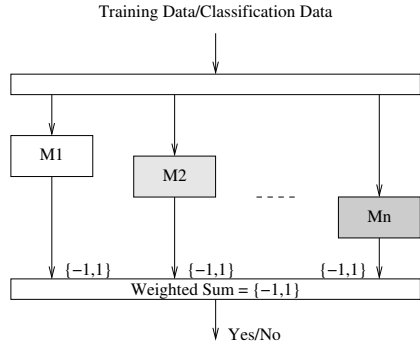 Training Data/Classification Data
M1
M2
Mn
{−1,1}
{−1,1}
{−1,1}
Weighted Sum = {−1,1}
Yes/No